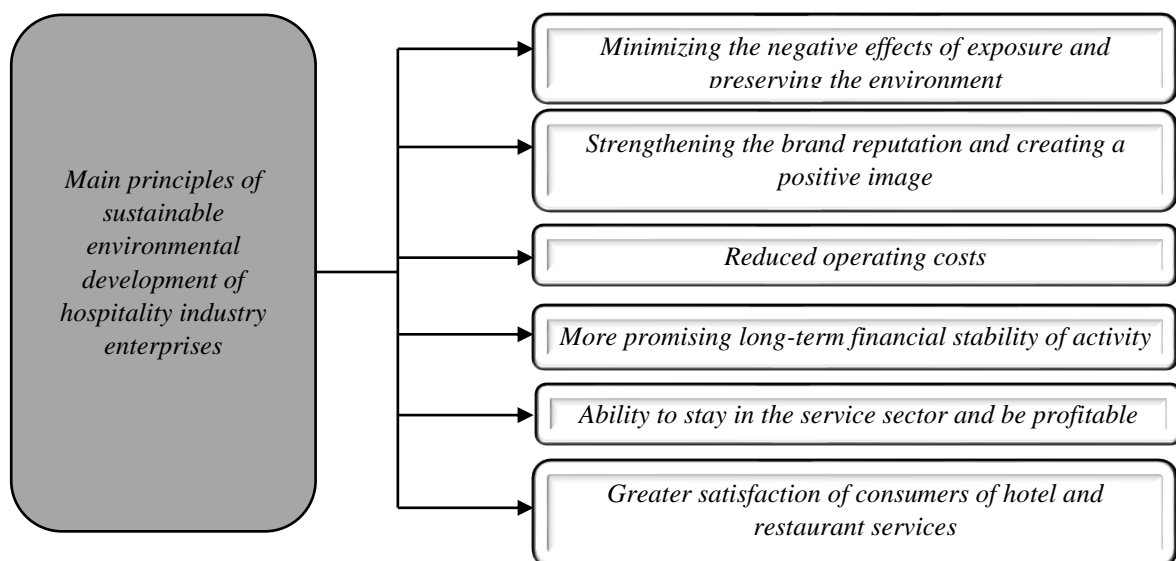 Main principles of
sustainable
environmental
development of
hospitality industry
enterprises
Minimizing the negative effects of exposure and
preserving the environment
Strengthening the brand reputation and creating a
positive image
Reduced operating costs
More promising long-term financial stability of activity
Ability to stay in the service sector and be profitable
Greater satisfaction of consumers of hotel and
restaurant services